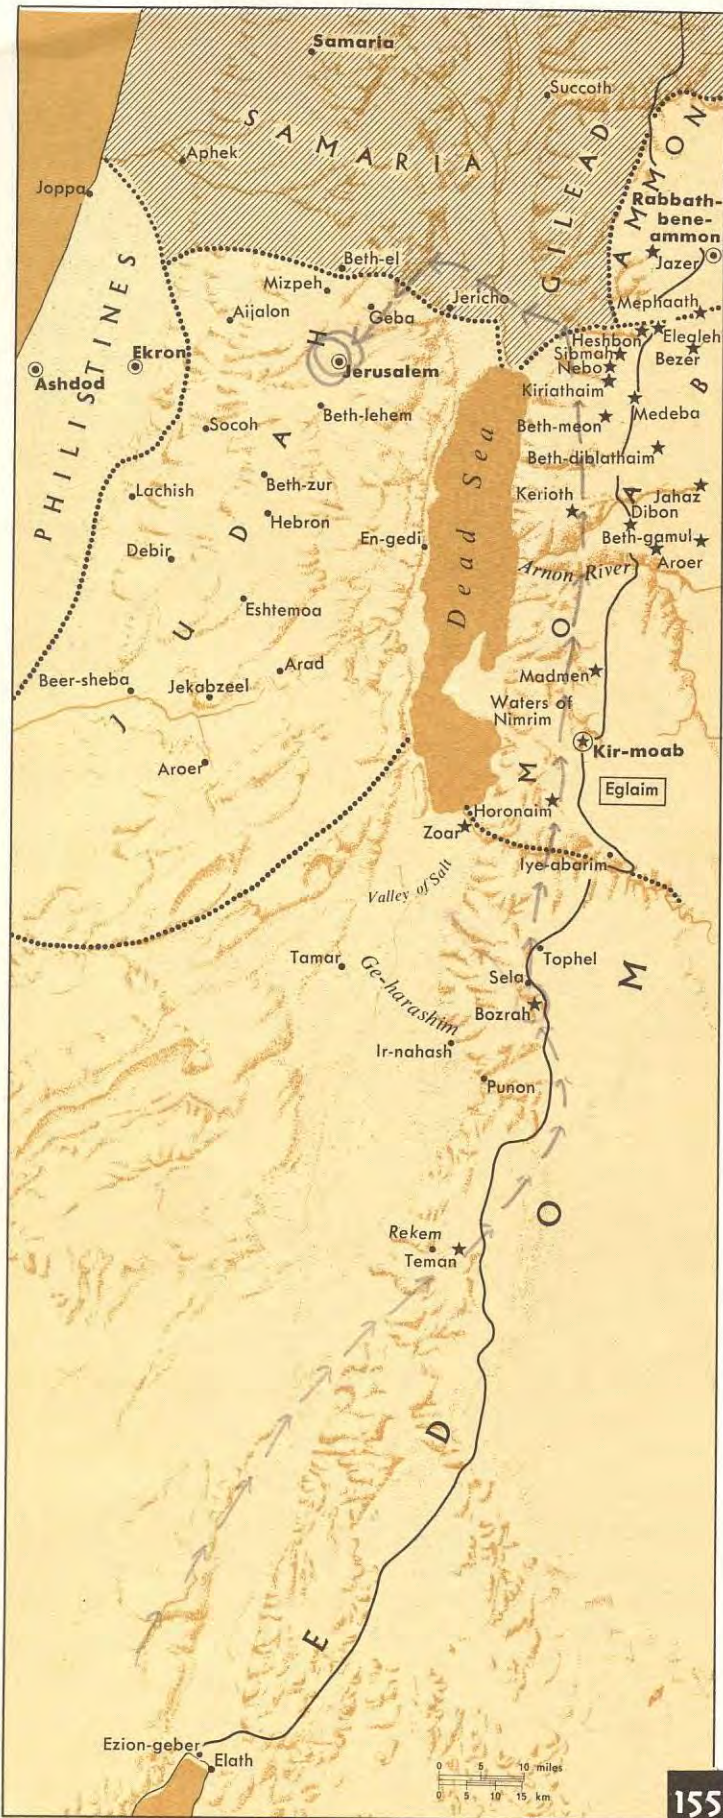 Samaria
Succoth
SAMARIA
GILEAD
AMMON
Aphek
Joppa
Rabbath-
bene-
ammon
Jazer
Beth-el
Mizpeh
Jericho
Mephaath
Aijalon
Geba
Heshbon
Elegleh
Sibmah
Bezer
Nebo
PHILISTINES
Ekron
Ashdod
Jerusalem
Kiriathaim
Beth-lehem
Medeba
Beth-meon
Socoh
JUDAH
Dead Sea
MOAB
Beth-diblathaim
Beth-zur
Lachish
Kerioth
Jahaz
Hebron
Dibon
En-gedi
Beth-gamul
Debir
Aroer
Arnon River
Eshtemoa
Arad
Madmen
Beer-sheba
Jekabzeel
Waters of
Nimrim
Aroer
Kir-moab
Eglaim
Horonaim
Zoar
Iye-abarim
Valley of Salt
Tamar
Ge-harashim
Tophel
Sela
Bozrah
Ir-nahash
Punon
EDOM
Rekem
Teman
Ezion-geber
Elath
0 5 10 miles
0 5 10 15 km
155